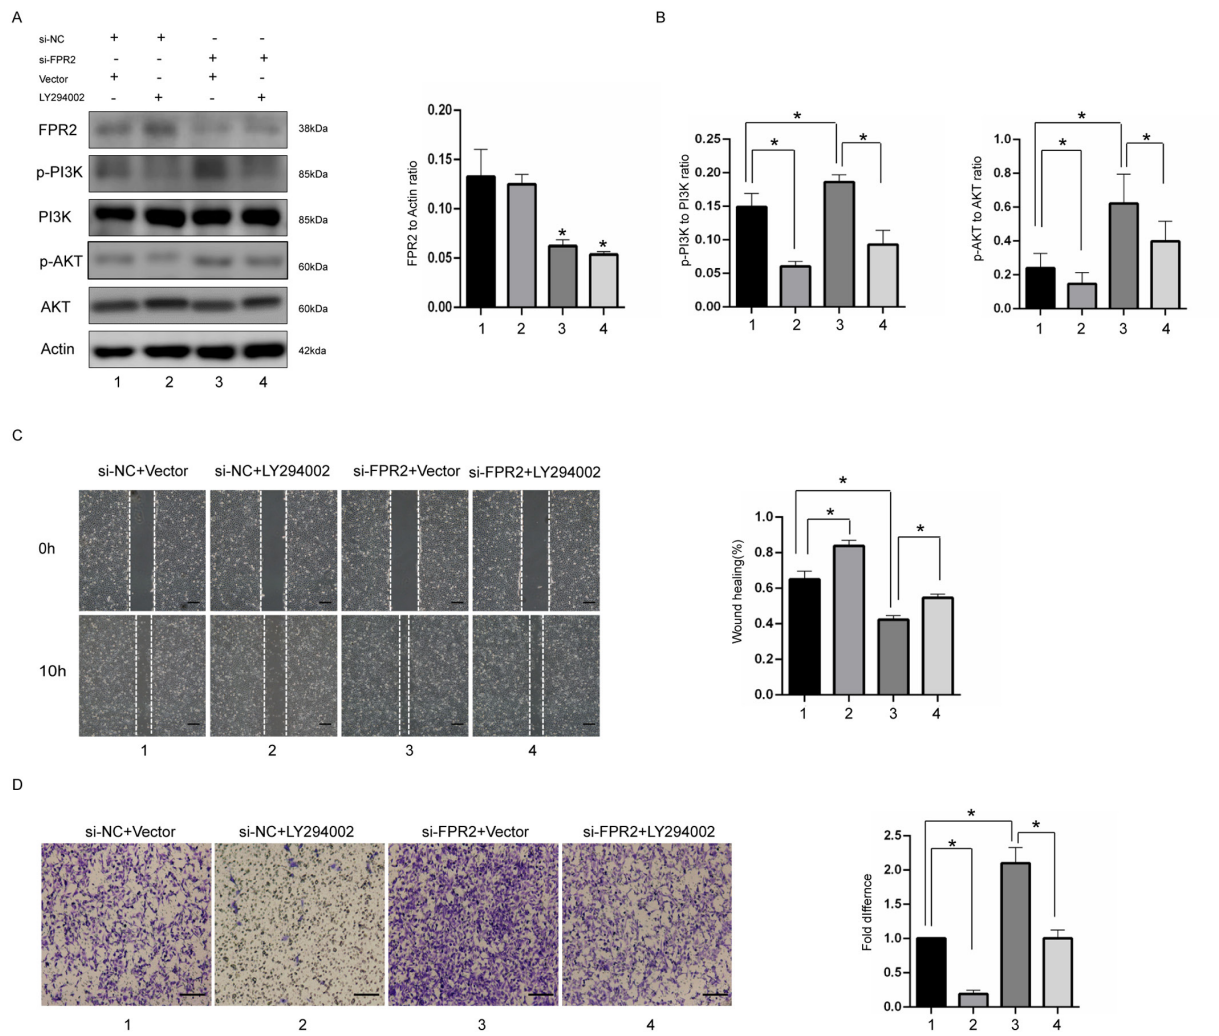 A
si-NC + + - -
si-FPR2 - - + +
Vector + - + -
LY294002 - + - +
FPR2 38kDa
p-PI3K 85kDa
PI3K 85kDa
p-AKT 60kDa
AKT 60kDa
Actin 42kda
1 2 3 4
FPR2 to Actin ratio
0.20
0.15
0.10
0.05
0.00
* *
1 2 3 4
B
p-PI3K to PI3K ratio
0.25
0.20
0.15
0.10
0.05
0.00
* * *
1 2 3 4
p-AKT to AKT ratio
1.0
0.8
0.6
0.4
0.2
0.0
* * *
1 2 3 4
C
si-NC+Vector si-NC+LY294002 si-FPR2+Vector si-FPR2+LY294002
0h
10h
1 2 3 4
Wound healing(%)
1.0
0.8
0.6
0.4
0.2
0.0
* * *
1 2 3 4
D
si-NC+Vector si-NC+LY294002 si-FPR2+Vector si-FPR2+LY294002
1 2 3 4
Fold differnce
2.5
2.0
1.5
1.0
0.5
0.0
* * *
1 2 3 4